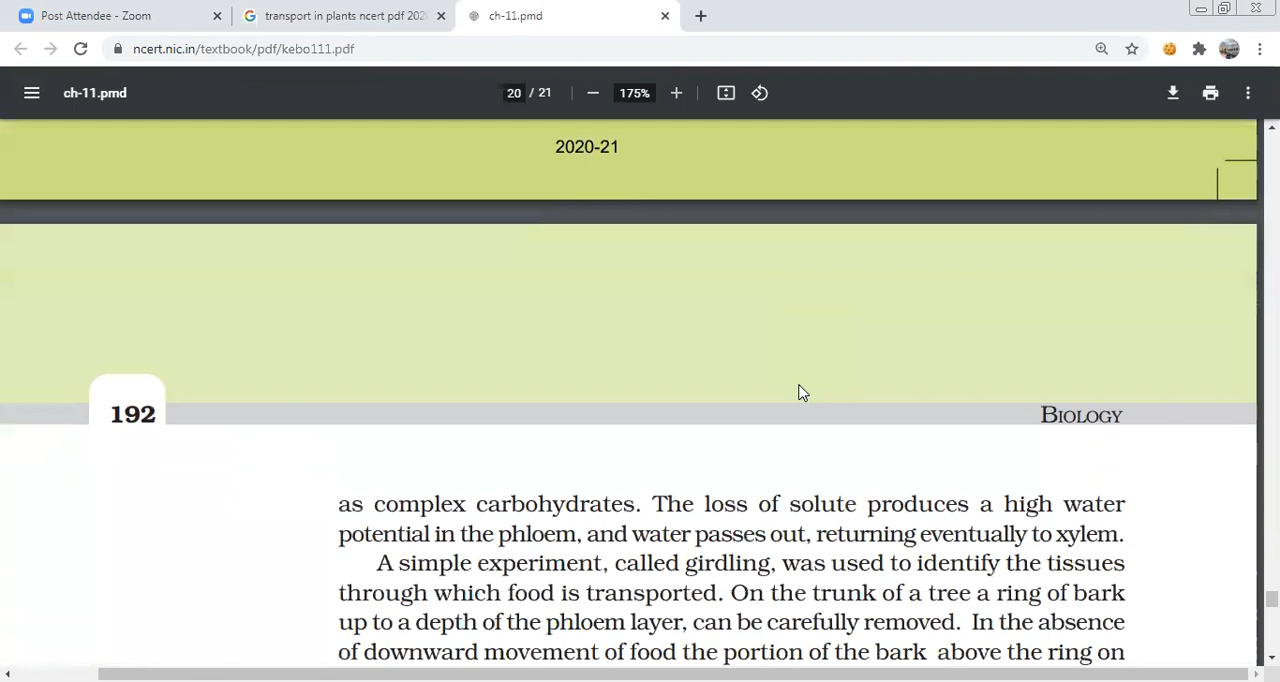 Post Attendee - Zoom
transport in plants ncert pdf 202
ch-11.pmd
ncert.nic.in/textbook/pdf/kebo111.pdf
ch-11.pmd
20 / 21
175%
2020-21
192
BIOLOGY
as complex carbohydrates. The loss of solute produces a high water
potential in the phloem, and water passes out, returning eventually to xylem.
A simple experiment, called girdling, was used to identify the tissues
through which food is transported. On the trunk of a tree a ring of bark
up to a depth of the phloem layer, can be carefully removed. In the absence
of downward movement of food the portion of the bark above the ring on